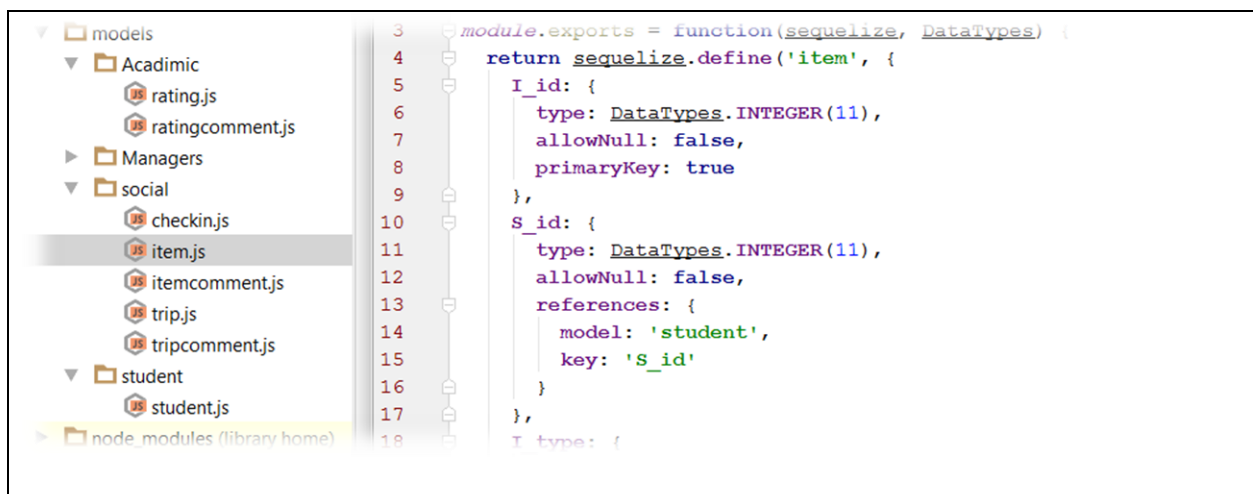 models
Acadimic
rating.js
ratingcomment.js
Managers
social
checkin.js
item.js
itemcomment.js
trip.js
tripcomment.js
student
student.js
node_modules (library home)
3 module.exports = function(sequelize, DataTypes) {
4 return sequelize.define('item', {
5 I_id: {
6 type: DataTypes.INTEGER(11),
7 allowNull: false,
8 primaryKey: true
9 },
10 S_id: {
11 type: DataTypes.INTEGER(11),
12 allowNull: false,
13 references: {
14 model: 'student',
15 key: 'S_id'
16 }
17 },
18 I_type: {